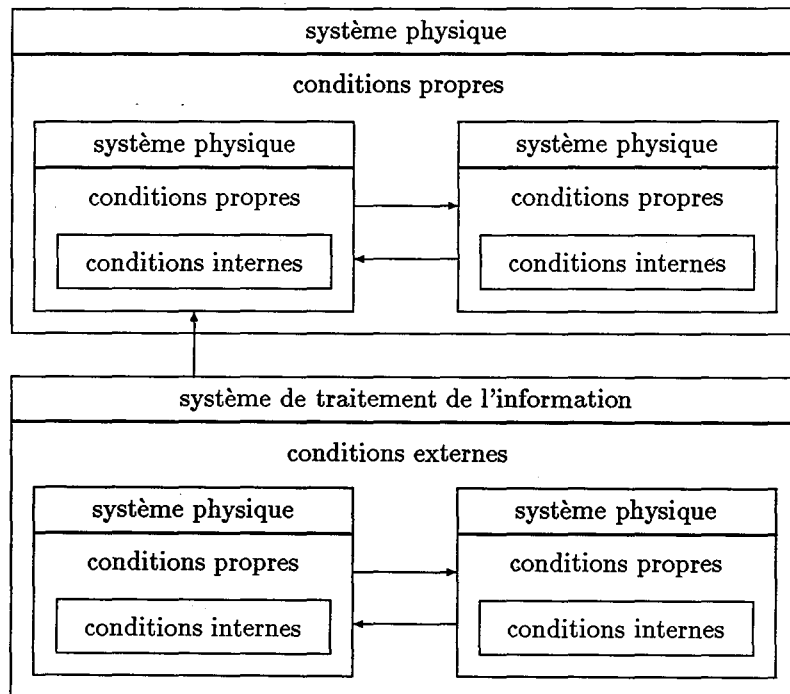 système physique
conditions propres
système physique système physique
conditions propres conditions propres
conditions internes conditions internes
système de traitement de l'information
conditions externes
système physique système physique
conditions propres conditions propres
conditions internes conditions internes